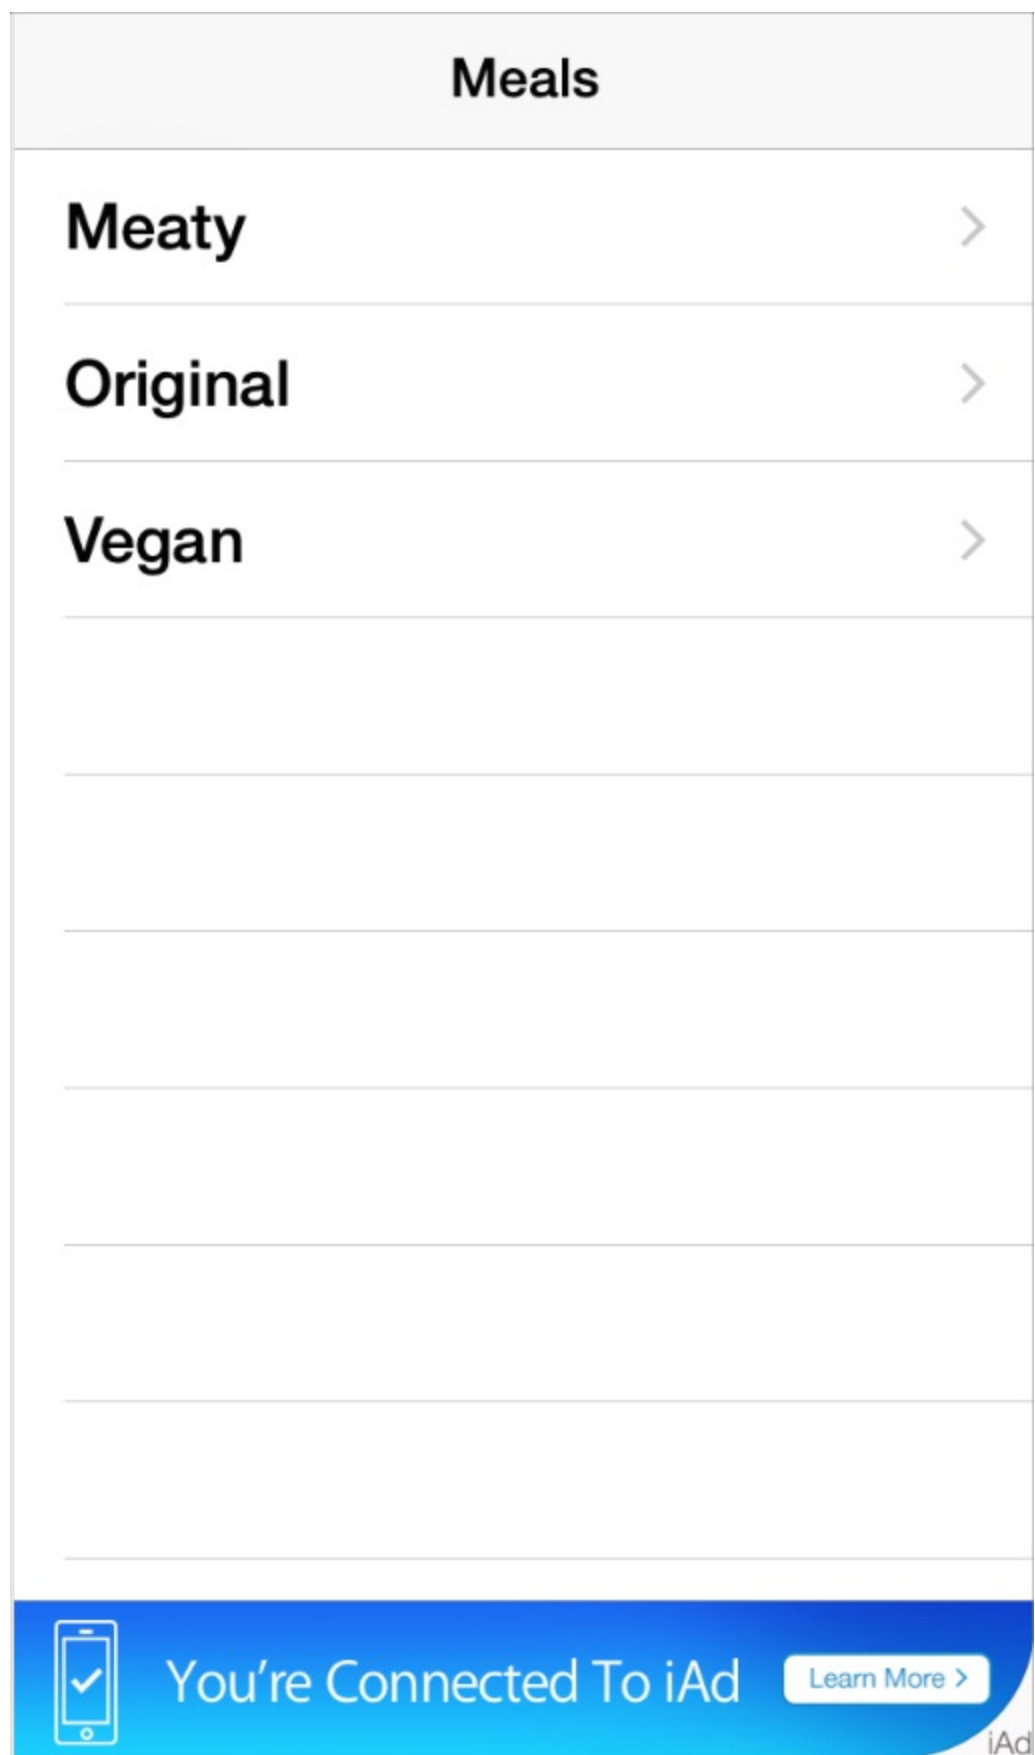 Meals
Meaty
Original
Vegan
You're Connected To iAd
Learn More >
iAd